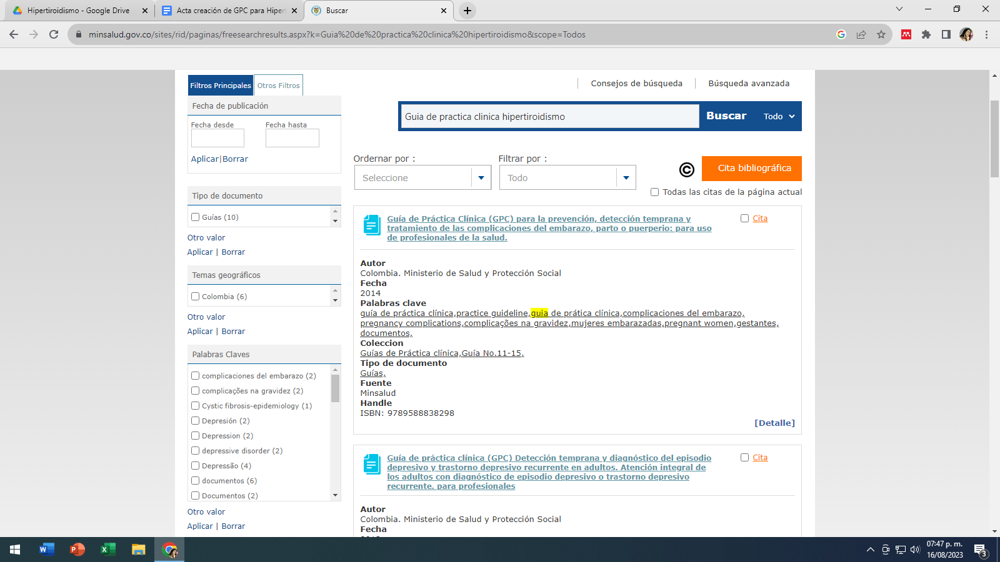 Hipertiroidismo - Google Drive
Acta creación de GPC para Hipert
Buscar
minsalud.gov.co/sites/rid/paginas/freesearchresults.aspx?k=Guia%20de%20practica%20clinica%20hipertiroidismo&scope=Todos
Filtros Principales
Otros Filtros
Consejos de búsqueda
Búsqueda avanzada
Fecha de publicación
Fecha desde
Fecha hasta
Aplicar|Borrar
Guia de practica clinica hipertiroidismo
Buscar
Todo
Ordernar por :
Filtrar por :
Seleccione
Todo
©
Cita bibliográfica
Todas las citas de la página actual
Tipo de documento
Guías (10)
Otro valor
Aplicar | Borrar
Temas geográficos
Colombia (6)
Otro valor
Aplicar | Borrar
Palabras Claves
complicaciones del embarazo (2)
complicações na gravidez (2)
Cystic fibrosis-epidemiology (1)
Depresión (2)
Depression (2)
depressive disorder (2)
Depressão (4)
documentos (6)
Documentos (2)
Otro valor
Aplicar | Borrar
Guía de Práctica Clínica (GPC) para la prevención, detección temprana y
tratamiento de las complicaciones del embarazo, parto o puerperio: para uso
de profesionales de la salud.
Cita
Autor
Colombia. Ministerio de Salud y Protección Social
Fecha
2014
Palabras clave
guía de práctica clínica,practice guideline,guia de prática clínica,complicaciones del embarazo,
pregnancy complications,complicações na gravidez,mujeres embarazadas,pregnant women,gestantes,
documentos,
Coleccion
Guías de Práctica clínica,Guía No.11-15,
Tipo de documento
Guías,
Fuente
Minsalud
Handle
ISBN: 9789588838298
[Detalle]
Guía de práctica clínica (GPC) Detección temprana y diagnóstico del episodio
depresivo y trastorno depresivo recurrente en adultos. Atención integral de
los adultos con diagnóstico de episodio depresivo o trastorno depresivo
recurrente. para profesionales
Cita
Autor
Colombia. Ministerio de Salud y Protección Social
Fecha
07:47 p. m.
16/08/2023
3